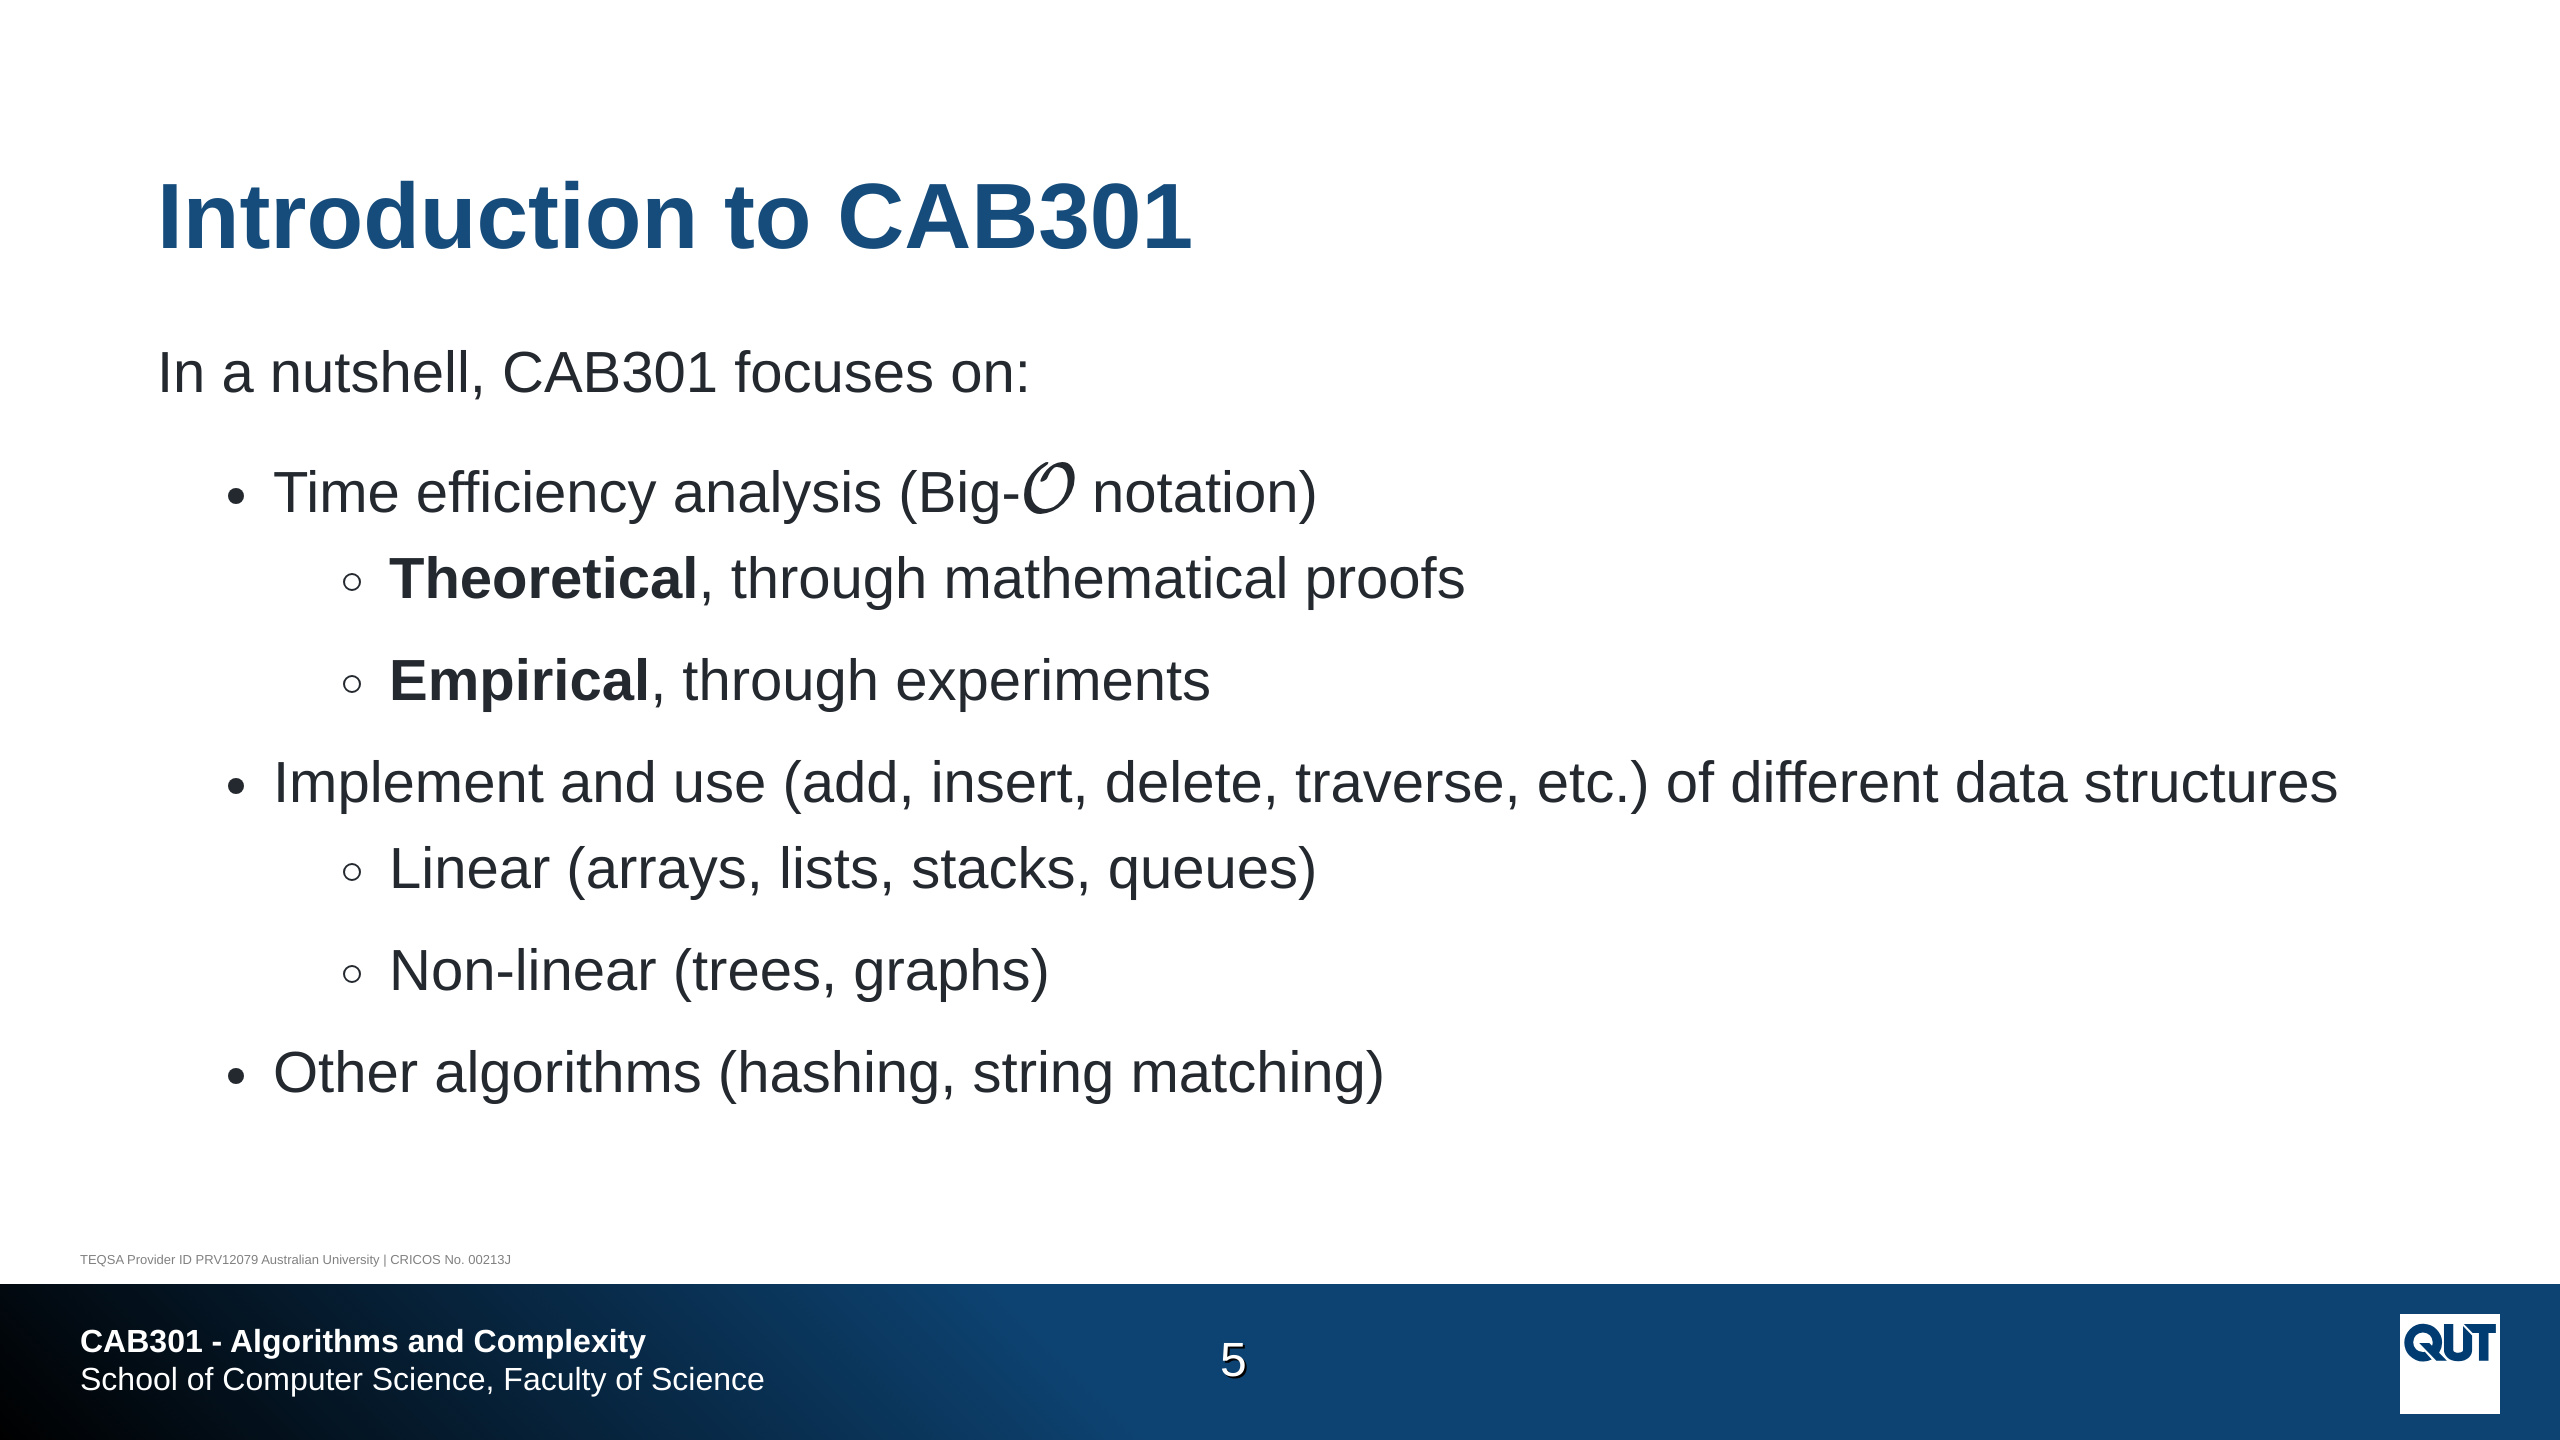 Introduction to CAB301
In a nutshell, CAB301 focuses on:
• Time efficiency analysis (Big-𝒪 notation)
◦ Theoretical, through mathematical proofs
◦ Empirical, through experiments
• Implement and use (add, insert, delete, traverse, etc.) of different data structures
◦ Linear (arrays, lists, stacks, queues)
◦ Non-linear (trees, graphs)
• Other algorithms (hashing, string matching)
TEQSA Provider ID PRV12079 Australian University | CRICOS No. 00213J
CAB301 - Algorithms and Complexity
School of Computer Science, Faculty of Science
5
QUT